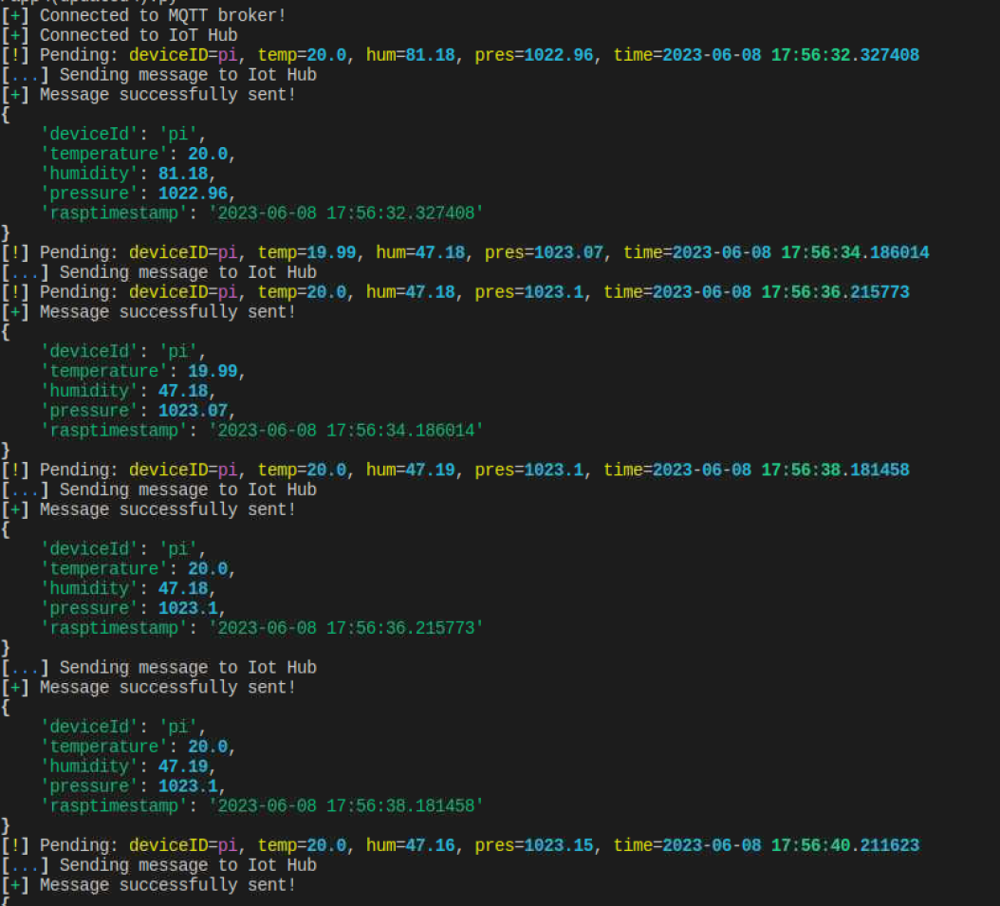 [+] Connected to MQTT broker!
[+] Connected to IoT Hub
[!] Pending: deviceID=pi, temp=20.0, hum=81.18, pres=1022.96, time=2023-06-08 17:56:32.327408
[...] Sending message to Iot Hub
[+] Message successfully sent!
{
    'deviceId': 'pi',
    'temperature': 20.0,
    'humidity': 81.18,
    'pressure': 1022.96,
    'rasptimestamp': '2023-06-08 17:56:32.327408'
}
[!] Pending: deviceID=pi, temp=19.99, hum=47.18, pres=1023.07, time=2023-06-08 17:56:34.186014
[...] Sending message to Iot Hub
[!] Pending: deviceID=pi, temp=20.0, hum=47.18, pres=1023.1, time=2023-06-08 17:56:36.215773
[+] Message successfully sent!
{
    'deviceId': 'pi',
    'temperature': 19.99,
    'humidity': 47.18,
    'pressure': 1023.07,
    'rasptimestamp': '2023-06-08 17:56:34.186014'
}
[!] Pending: deviceID=pi, temp=20.0, hum=47.19, pres=1023.1, time=2023-06-08 17:56:38.181458
[...] Sending message to Iot Hub
[+] Message successfully sent!
{
    'deviceId': 'pi',
    'temperature': 20.0,
    'humidity': 47.18,
    'pressure': 1023.1,
    'rasptimestamp': '2023-06-08 17:56:36.215773'
}
[...] Sending message to Iot Hub
[+] Message successfully sent!
{
    'deviceId': 'pi',
    'temperature': 20.0,
    'humidity': 47.19,
    'pressure': 1023.1,
    'rasptimestamp': '2023-06-08 17:56:38.181458'
}
[!] Pending: deviceID=pi, temp=20.0, hum=47.16, pres=1023.15, time=2023-06-08 17:56:40.211623
[...] Sending message to Iot Hub
[+] Message successfully sent!
{